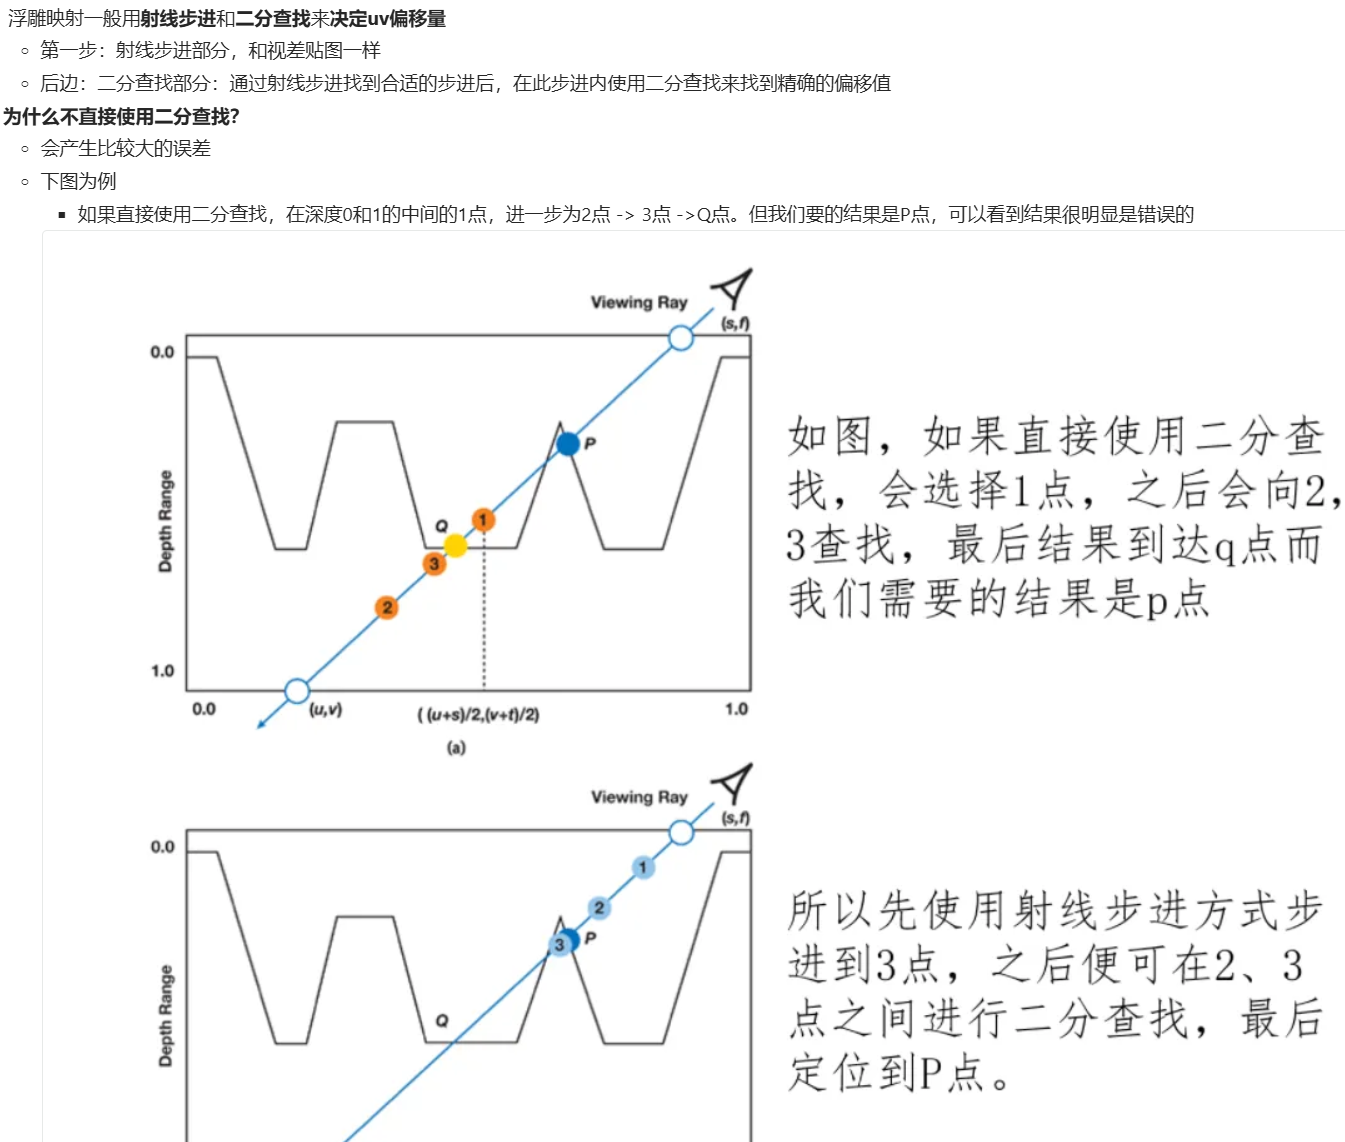 浮雕映射一般用射线步进和二分查找来决定uv偏移量
第一步：射线步进部分，和视差贴图一样
后边：二分查找部分：通过射线步进找到合适的步进后，在此步进内使用二分查找来找到精确的偏移值
为什么不直接使用二分查找？
会产生比较大的误差
下图为例
如果直接使用二分查找，在深度0和1的中间的1点，进一步为2点 -> 3点 ->Q点。但我们要的结果是P点，可以看到结果很明显是错误的
Viewing Ray
(s,t)
0.0
P
Depth Range
Q
1
3
2
1.0
0.0
(u,v)
( (u+s)/2,(v+t)/2)
1.0
(a)
如图，如果直接使用二分查
找，会选择1点，之后会向2，
3查找，最后结果到达q点而
我们需要的结果是p点
Viewing Ray
(s,t)
0.0
1
2
3
P
Depth Range
Q
所以先使用射线步进方式步
进到3点，之后便可在2、3
点之间进行二分查找，最后
定位到P点。